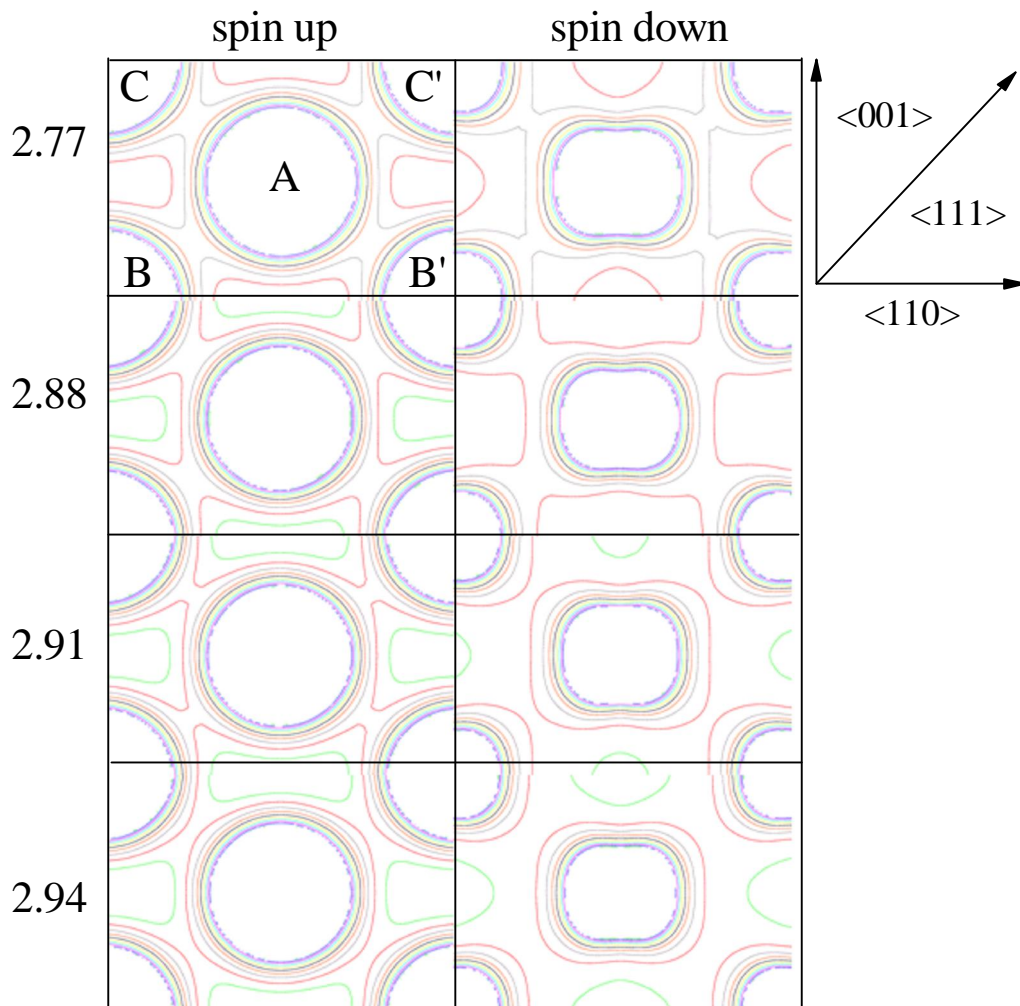 spin up
spin down
C
C'
2.77
A
B
B'
<001>
<111>
<110>
2.88
2.91
2.94